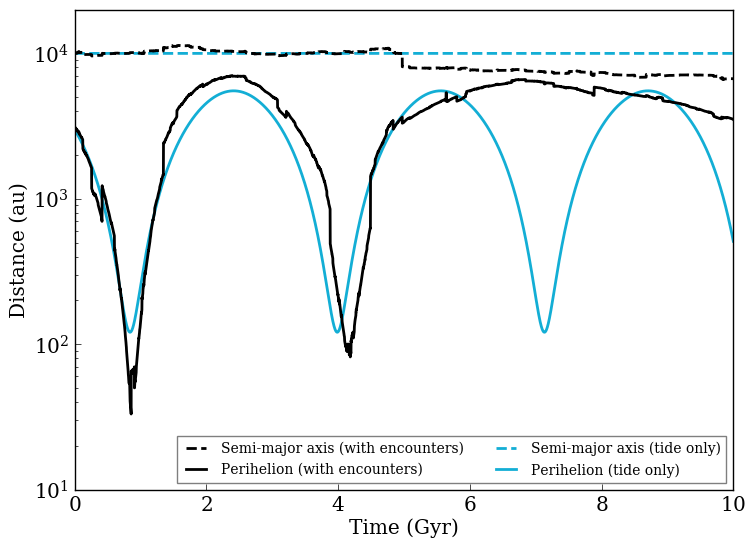 10⁴
10³
10²
10¹
Distance (au)
0 2 4 6 8 10
Time (Gyr)
Semi-major axis (with encounters)
Perihelion (with encounters)
Semi-major axis (tide only)
Perihelion (tide only)